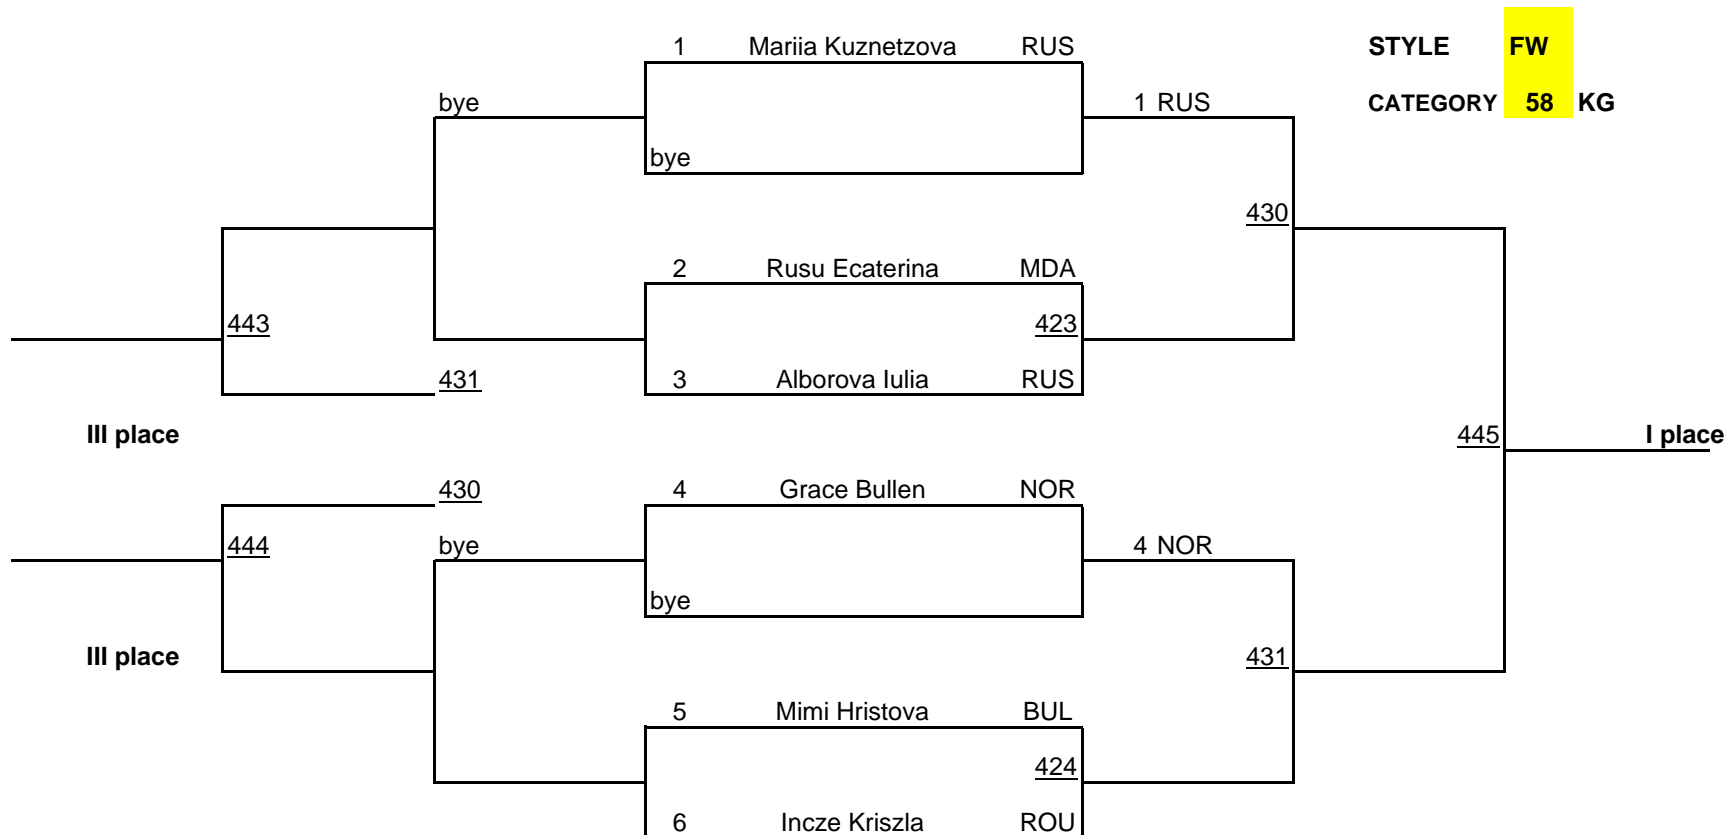 1 Mariia Kuznetzova RUS STYLE FW
bye 1 RUS CATEGORY 58 KG
bye
430
2 Rusu Ecaterina MDA
443 423
431 3 Alborova Iulia RUS
III place 445 I place
430 4 Grace Bullen NOR
444 bye 4 NOR
bye
III place 431
5 Mimi Hristova BUL
424
6 Incze Kriszla ROU